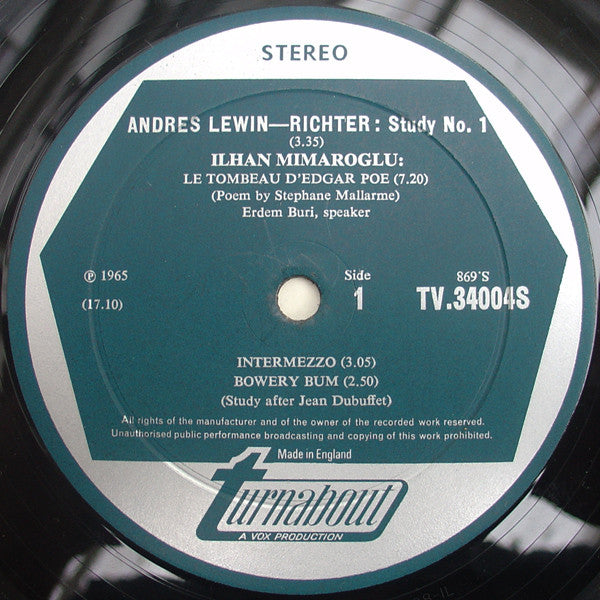 STEREO
ANDRES LEWIN—RICHTER: Study No. 1
(3.35)
ILHAN MIMAROGLU:
LE TOMBEAU D'EDGAR POE (7.20)
(Poem by Stephane Mallarme)
Erdem Buri, speaker
℗ 1965
(17.10)
Side
1
S'698
TV.34004S
INTERMEZZO (3.05)
BOWERY BUM (2.50)
(Study after Jean Dubuffet)
All rights of the manufacturer and of the owner of the recorded work reserved.
Unauthorised public performance broadcasting and copying of this work prohibited.
Made in England
turnabout
A VOX PRODUCTION